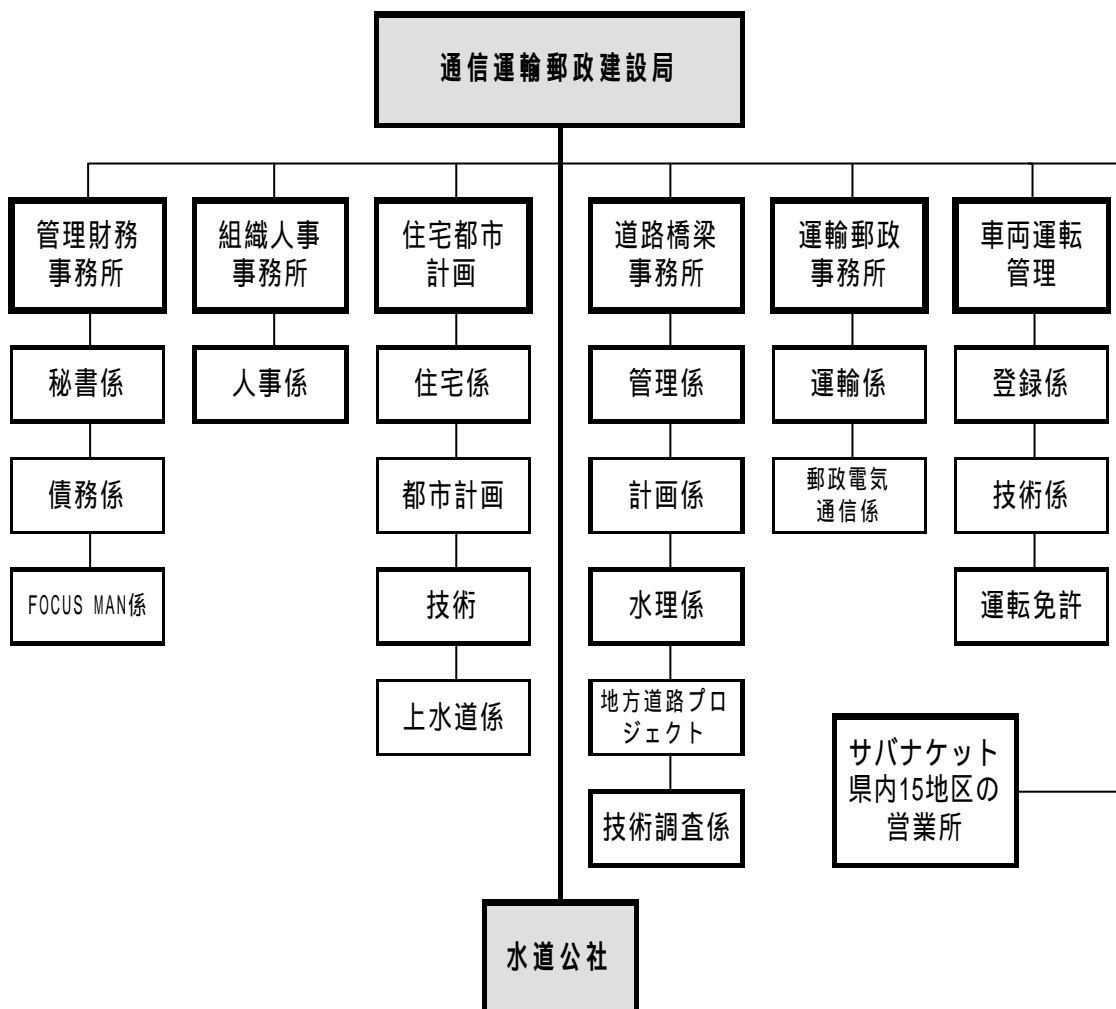 通信運輸郵政建設局
管理財務
事務所
組織人事
事務所
住宅都市
計画
道路橋梁
事務所
運輸郵政
事務所
車両運転
管理
秘書係
人事係
住宅係
管理係
運輸係
登録係
債務係
都市計画
計画係
郵政電気
通信係
技術係
FOCUS MAN係
技術
水理係
運転免許
上水道係
地方道路プロ
ジェクト
サバナケット
県内15地区の
営業所
技術調査係
水道公社